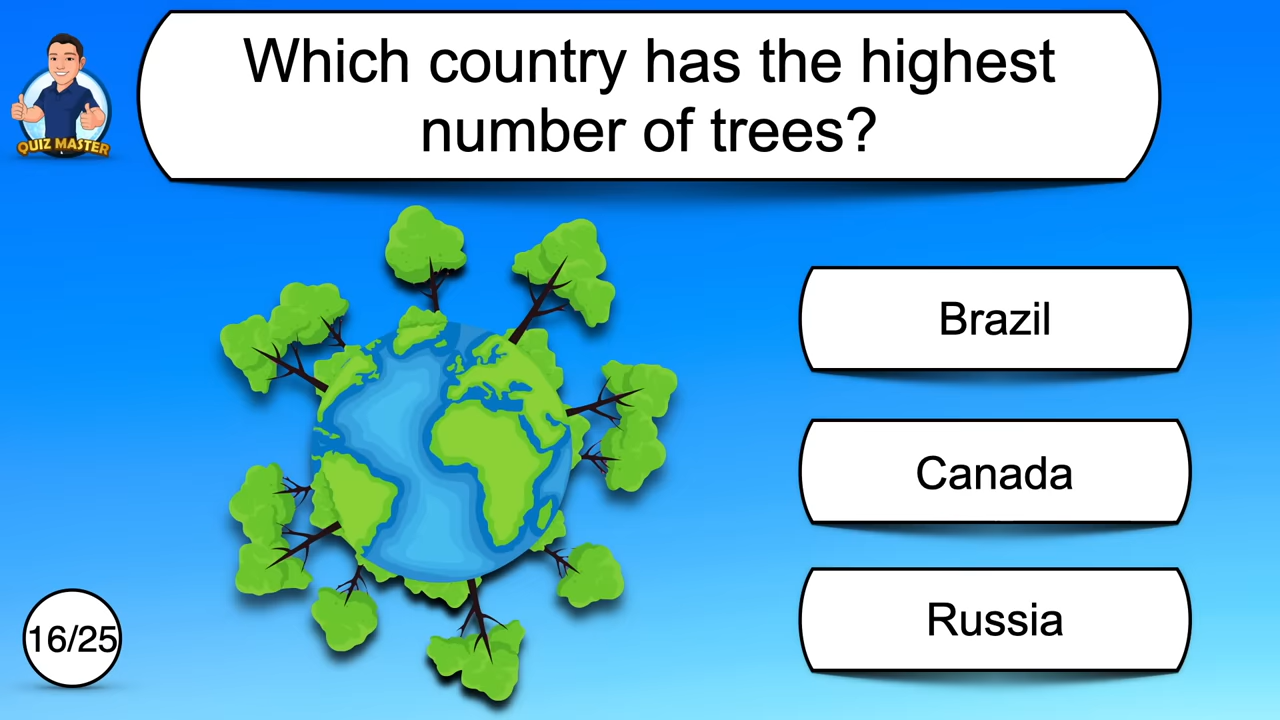 Which country has the highest
number of trees?
QUIZ MASTER
Brazil
Canada
Russia
16/25